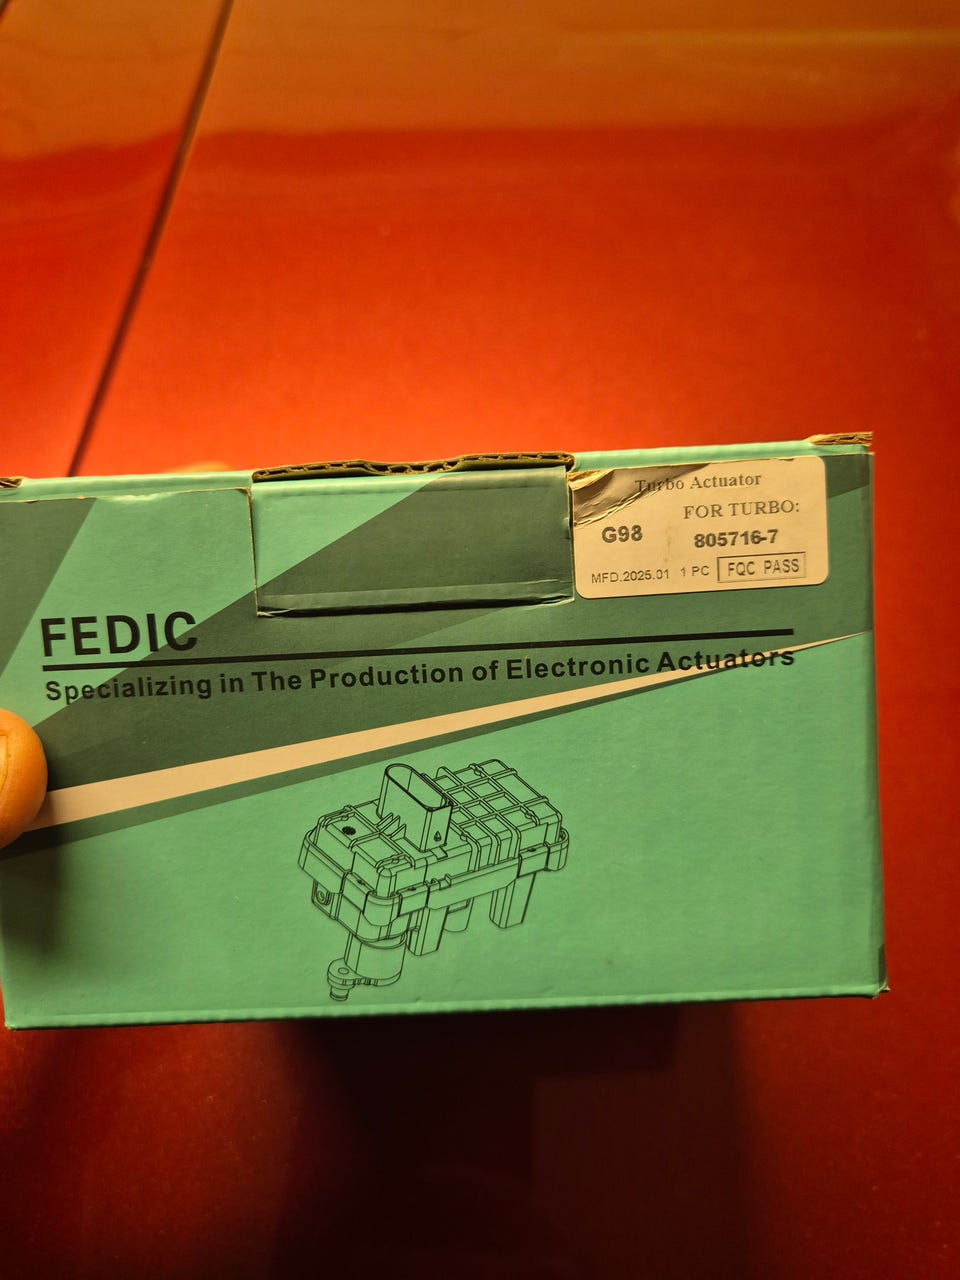 Turbo Actuator
FOR TURBO:
G98 805716-7
MFD.2025.01 1 PC FQC PASS
FEDIC
Specializing in The Production of Electronic Actuators